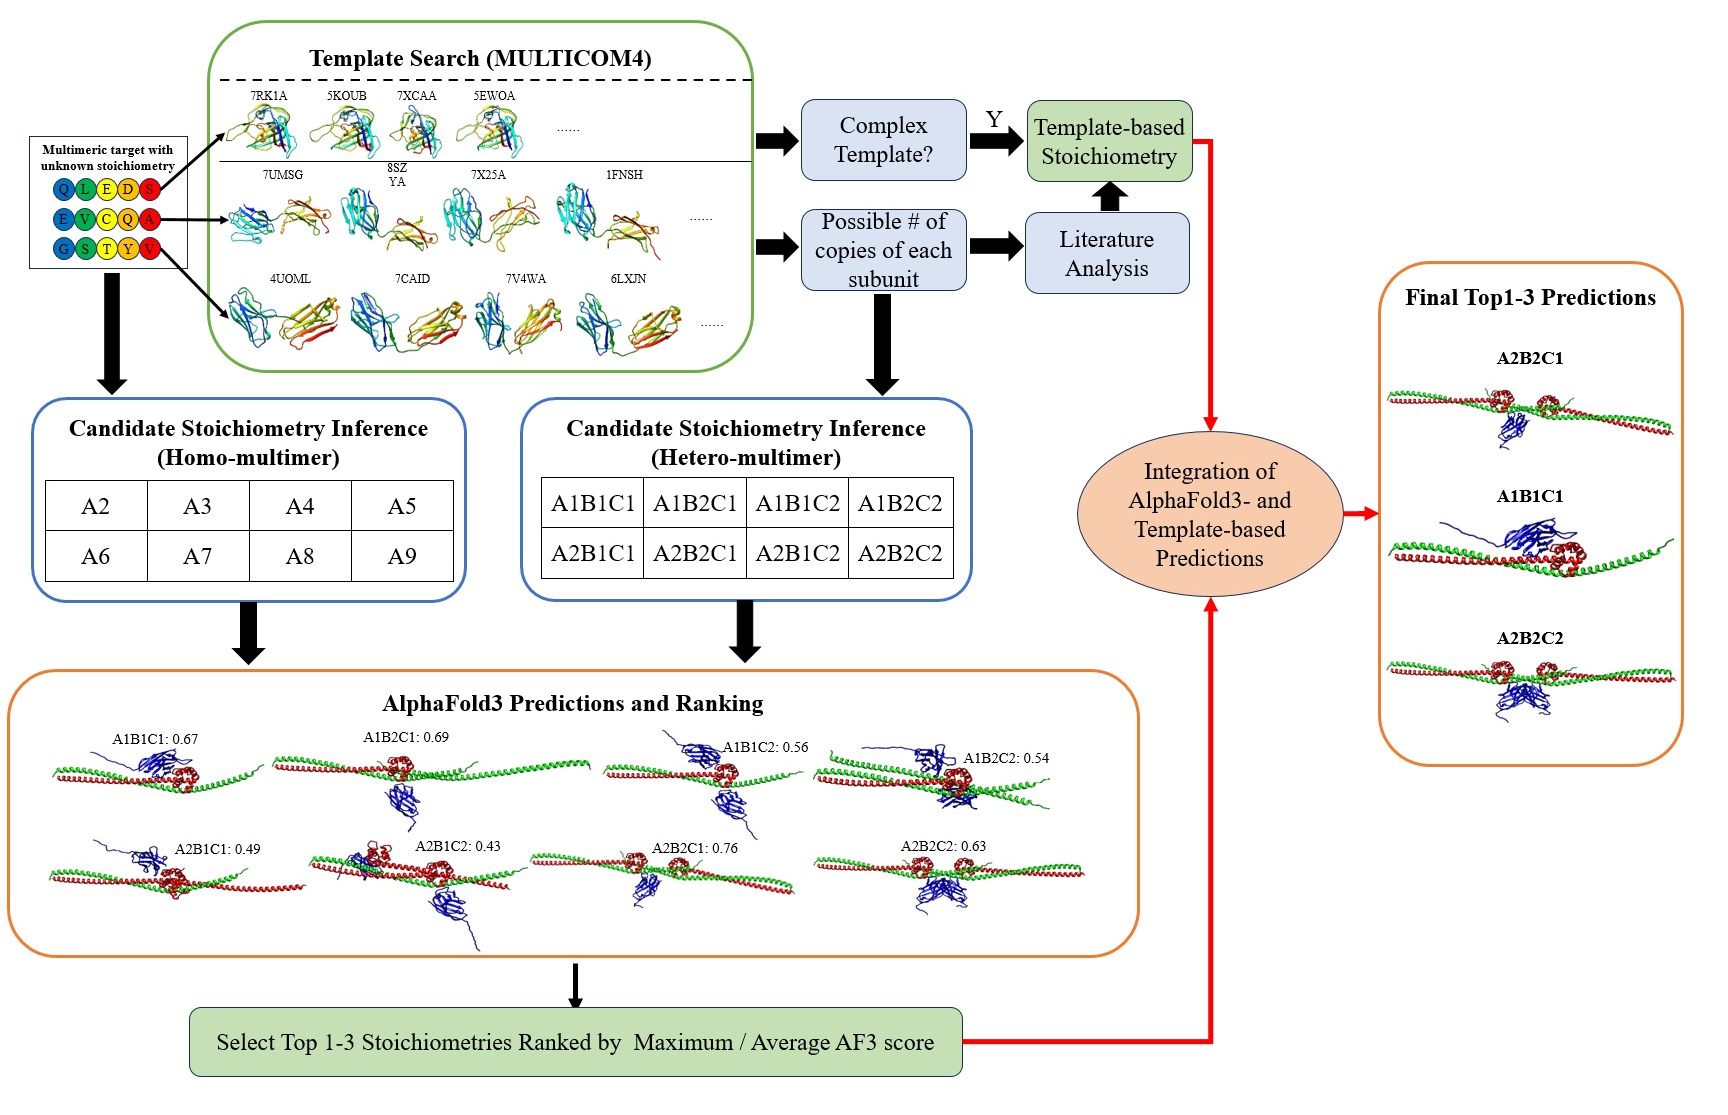 Template Search (MULTICOM4)
7RK1A
5KOUB
7XCAA
5EWOA
......
7UMSG
8SZ
YA
7X25A
1FNSH
......
4UOML
7CAID
7V4WA
6LXJN
......
Multimeric target with
unknown stoichiometry
Q L E D S
E V C Q A
G S T Y V
Complex
Template?
Y
Template-based
Stoichiometry
Possible # of
copies of each
subunit
Literature
Analysis
Candidate Stoichiometry Inference
(Homo-multimer)
A2 A3 A4 A5
A6 A7 A8 A9
Candidate Stoichiometry Inference
(Hetero-multimer)
A1B1C1 A1B2C1 A1B1C2 A1B2C2
A2B1C1 A2B2C1 A2B1C2 A2B2C2
Integration of
AlphaFold3- and
Template-based
Predictions
Final Top1-3 Predictions
A2B2C1
A1B1C1
A2B2C2
AlphaFold3 Predictions and Ranking
A1B1C1: 0.67
A1B2C1: 0.69
A1B1C2: 0.56
A1B2C2: 0.54
A2B1C1: 0.49
A2B1C2: 0.43
A2B2C1: 0.76
A2B2C2: 0.63
Select Top 1-3 Stoichiometries Ranked by Maximum / Average AF3 score